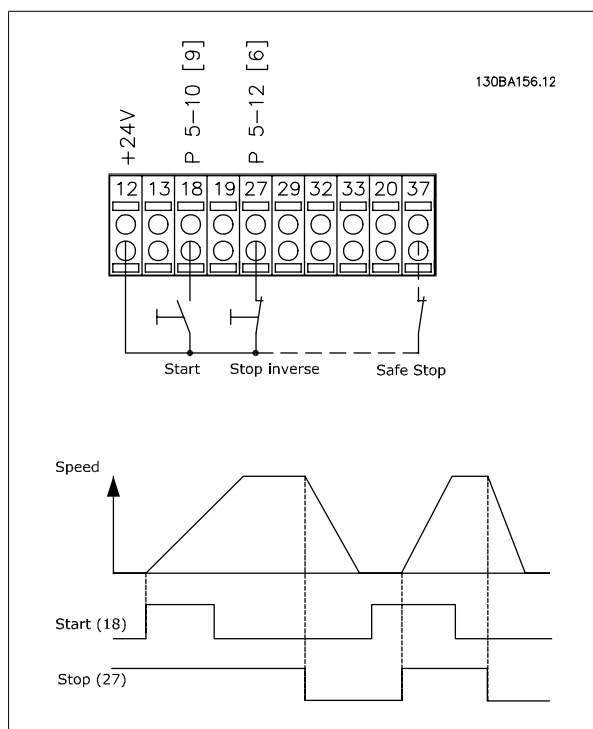 +24V
P 5-10 [9]
P 5-12 [6]
130BA156.12
12 13 18 19 27 29 32 33 20 37
Start Stop inverse Safe Stop
Speed
Start (18)
Stop (27)